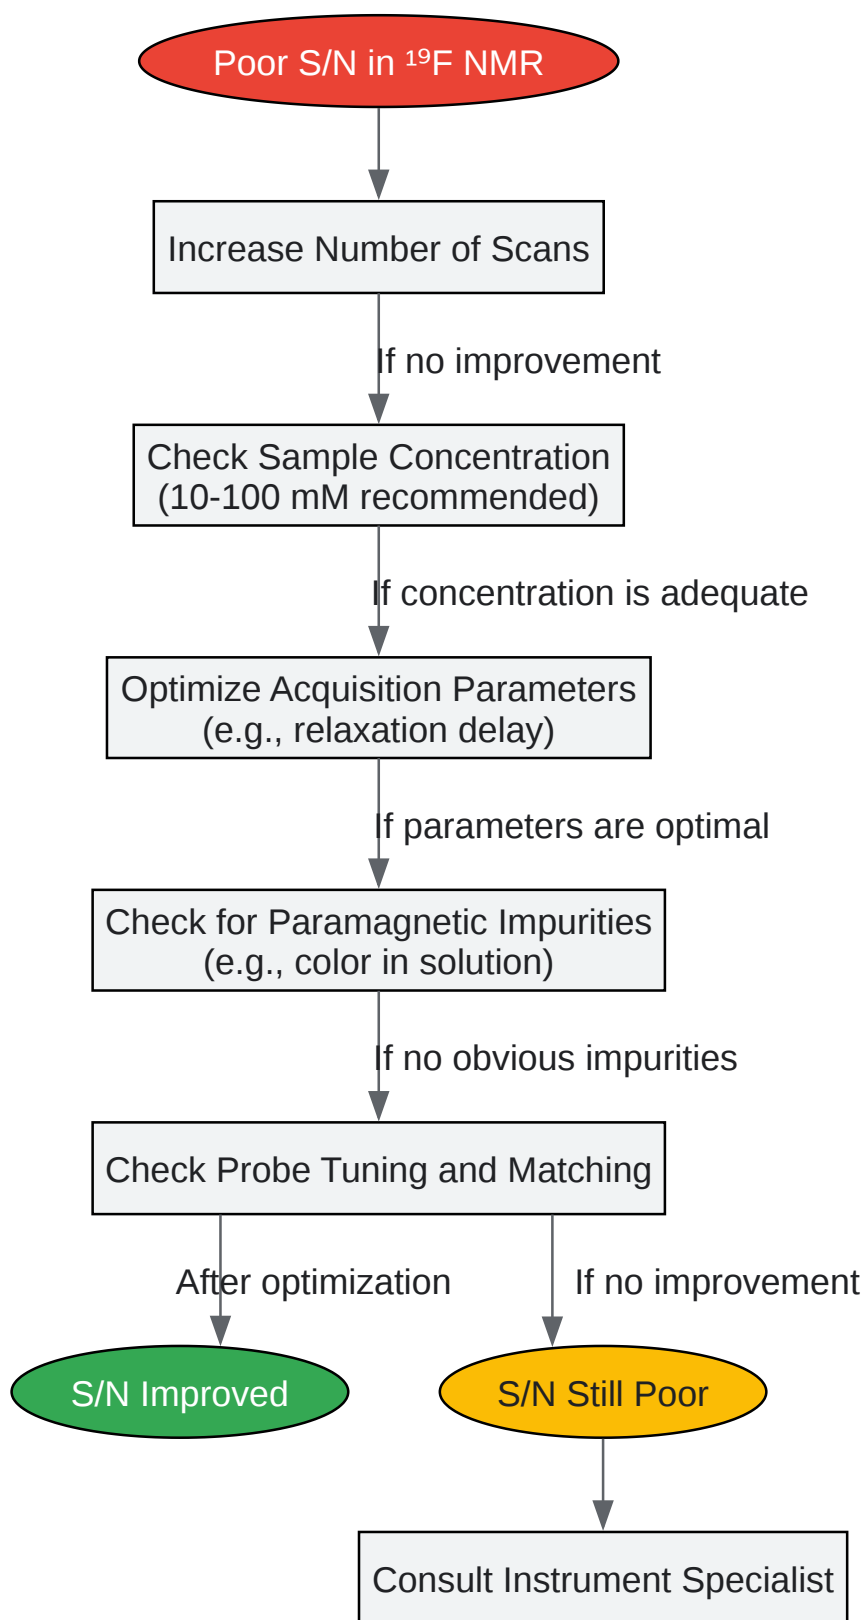 Poor S/N in ¹⁹F NMR
Increase Number of Scans
If no improvement
Check Sample Concentration
(10-100 mM recommended)
If concentration is adequate
Optimize Acquisition Parameters
(e.g., relaxation delay)
If parameters are optimal
Check for Paramagnetic Impurities
(e.g., color in solution)
If no obvious impurities
Check Probe Tuning and Matching
After optimization
If no improvement
S/N Improved
S/N Still Poor
Consult Instrument Specialist